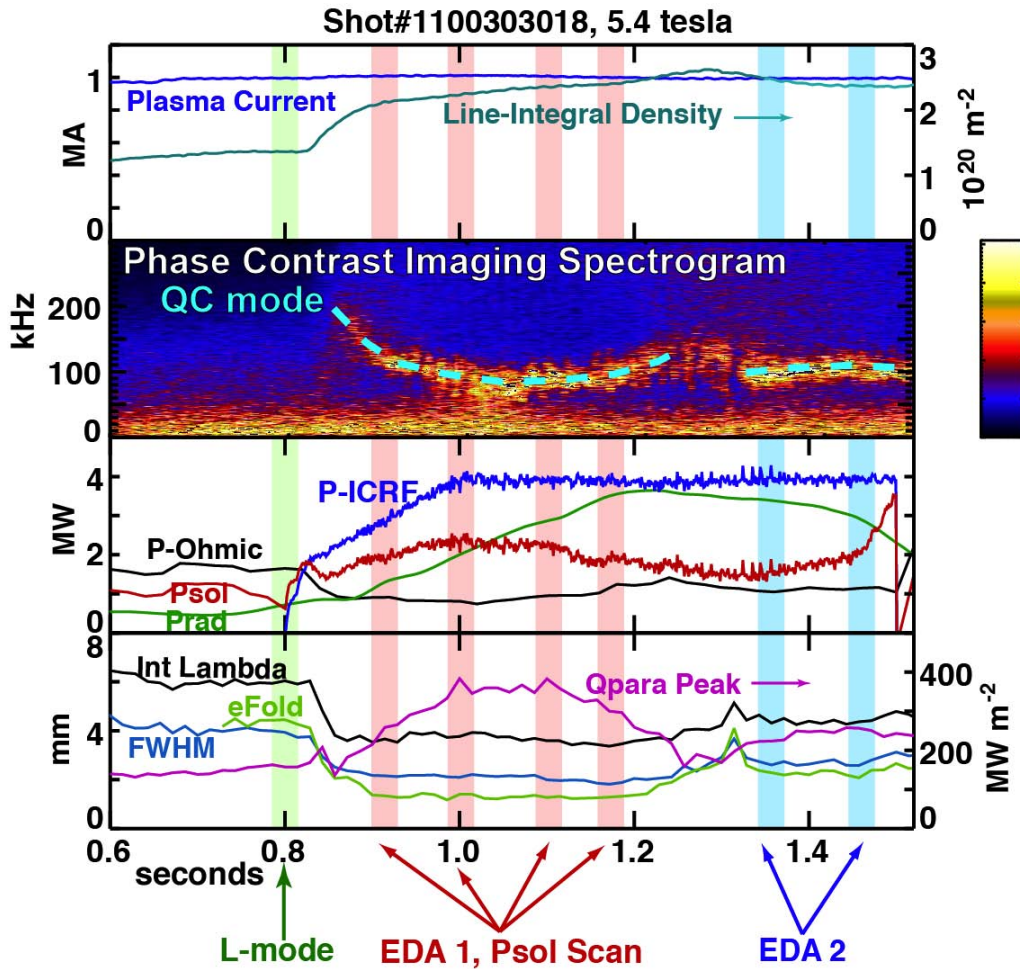 Shot#1100303018, 5.4 tesla
1
MA
0
Plasma Current
Line-Integral Density
3
2
1
0
10^20 m^-2
Phase Contrast Imaging Spectrogram
QC mode
kHz
200
100
0
4
MW
2
0
P-ICRF
P-Ohmic
Psol
Prad
8
mm
4
0
Int Lambda
eFold
FWHM
Qpara Peak
400
200
0
MW m^-2
0.6 0.8 1.0 1.2 1.4
seconds
L-mode
EDA 1, Psol Scan
EDA 2